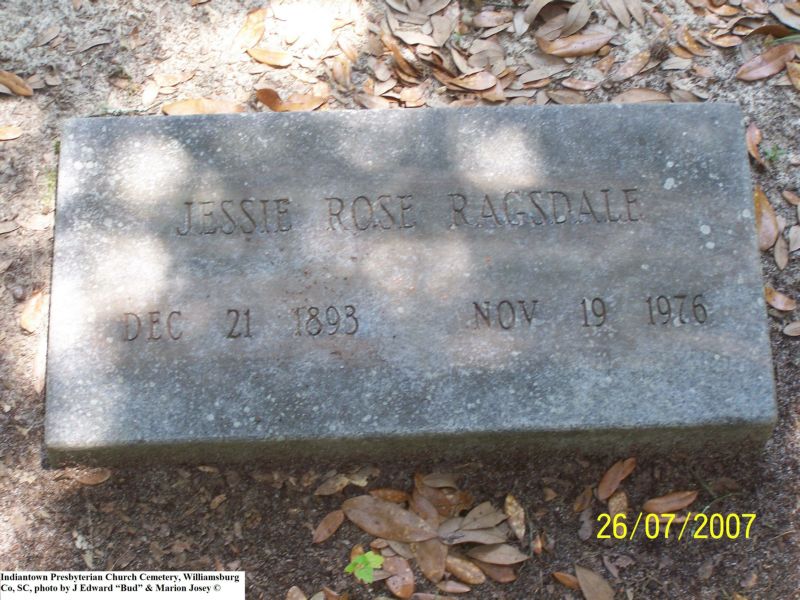 JESSIE ROSE RAGSDALE
DEC 21 1893 NOV 19 1976
26/07/2007
Indiantown Presbyterian Church Cemetery, Williamsburg
Co, SC, photo by J Edward “Bud” & Marion Josey ©